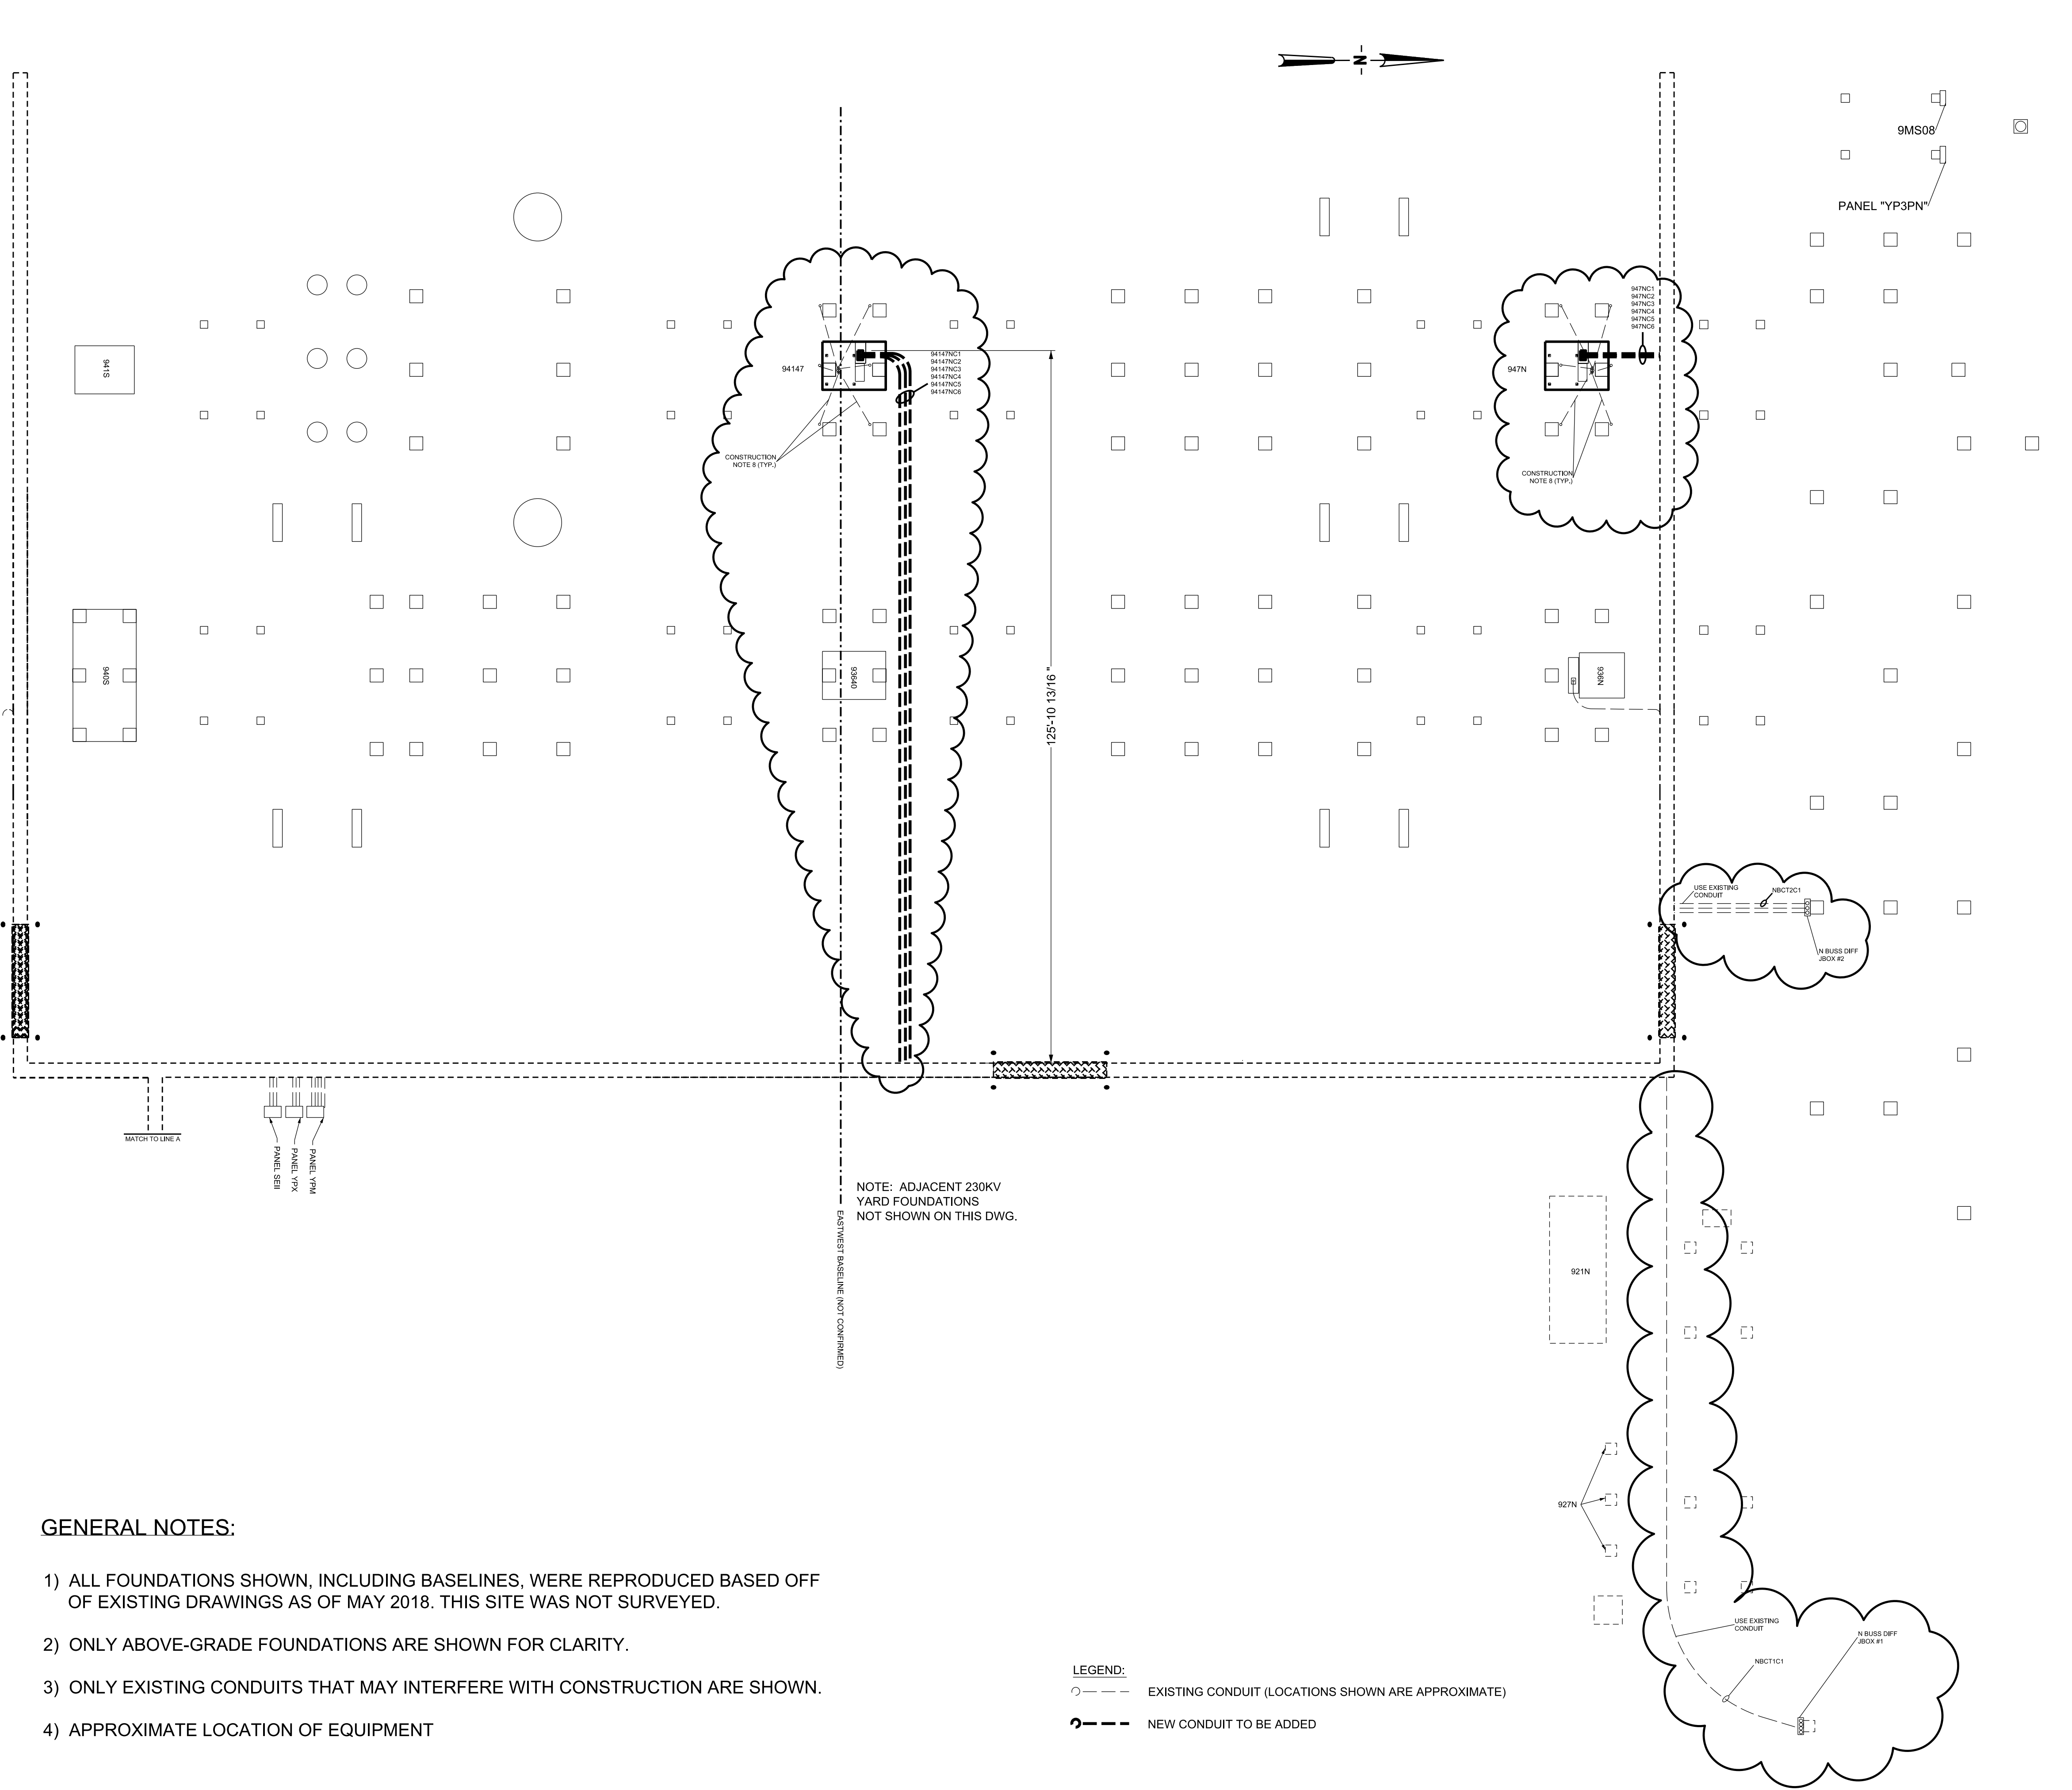 N
9MS08
PANEL "YP3PN"
947NC1
947NC2
947NC3
947NC4
947NC5
947NC6
941S
94147
94147NC1
94147NC2
94147NC3
94147NC4
94147NC5
94147NC6
947N
CONSTRUCTION
NOTE 8 (TYP.)
CONSTRUCTION
NOTE 8 (TYP.)
940S
93640
125'-10 13/16 "
936N
USE EXISTING
CONDUIT
NBCT2C1
N BUSS DIFF
JBOX #2
MATCH TO LINE A
PANEL SEII
PANEL YPX
PANEL YPM
NOTE: ADJACENT 230KV
YARD FOUNDATIONS
NOT SHOWN ON THIS DWG.
EASTWEST BASELINE (NOT CONFIRMED)
921N
927N
GENERAL NOTES:
1) ALL FOUNDATIONS SHOWN, INCLUDING BASELINES, WERE REPRODUCED BASED OFF
OF EXISTING DRAWINGS AS OF MAY 2018. THIS SITE WAS NOT SURVEYED.
2) ONLY ABOVE-GRADE FOUNDATIONS ARE SHOWN FOR CLARITY.
3) ONLY EXISTING CONDUITS THAT MAY INTERFERE WITH CONSTRUCTION ARE SHOWN.
4) APPROXIMATE LOCATION OF EQUIPMENT
USE EXISTING
CONDUIT
N BUSS DIFF
JBOX #1
NBCT1C1
LEGEND:
EXISTING CONDUIT (LOCATIONS SHOWN ARE APPROXIMATE)
NEW CONDUIT TO BE ADDED